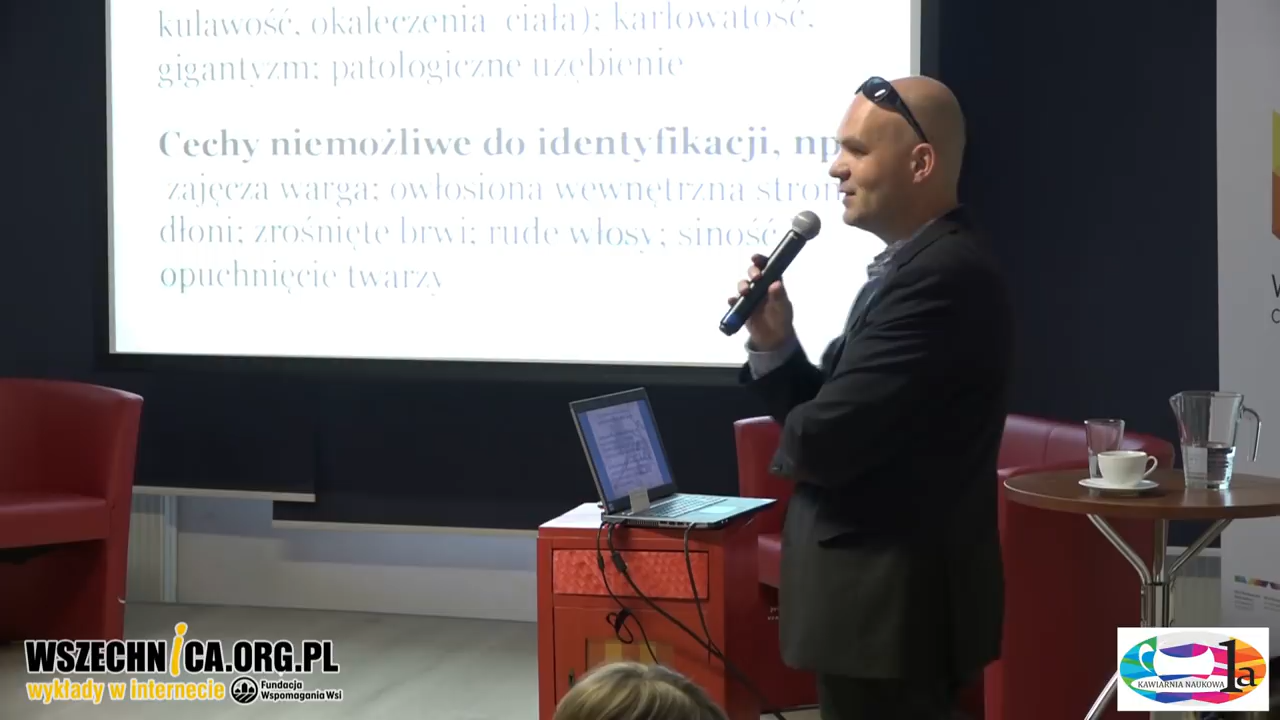 kulawość, okaleczenia ciała); karłowatość,
gigantyzm; patologiczne uzębienie
Cechy niemożliwe do identyfikacji, np
zajęcza warga; owłosiona wewnętrzna stron
dłoni; zrośnięte brwi; rude włosy; siność
opuchnięcie twarzy
WSZECHNiCA.ORG.PL
wykłady w internecie
Fundacja
Wspomagania Wsi
KAWIARNIA NAUKOWA
1a